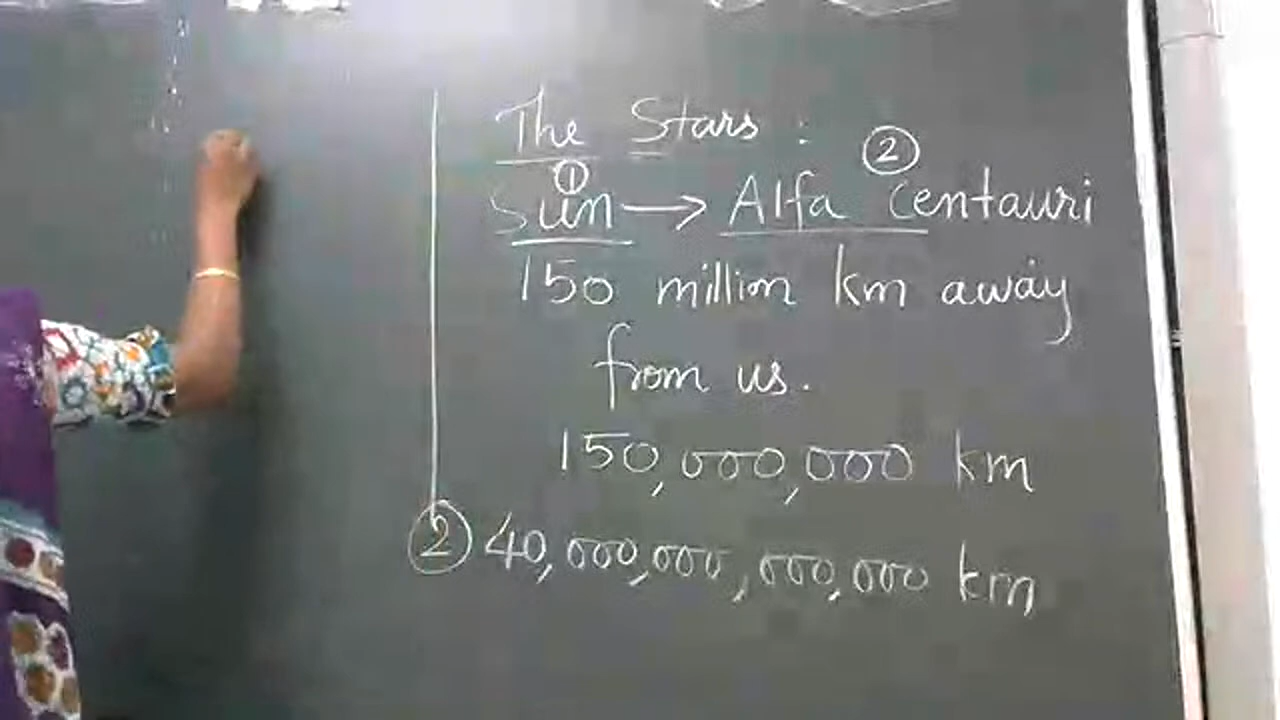 The Stars :
① ②
Sun → Alfa Centauri
150 million km away
from us.
150,000,000 km
② 40,000,000,000,000 km